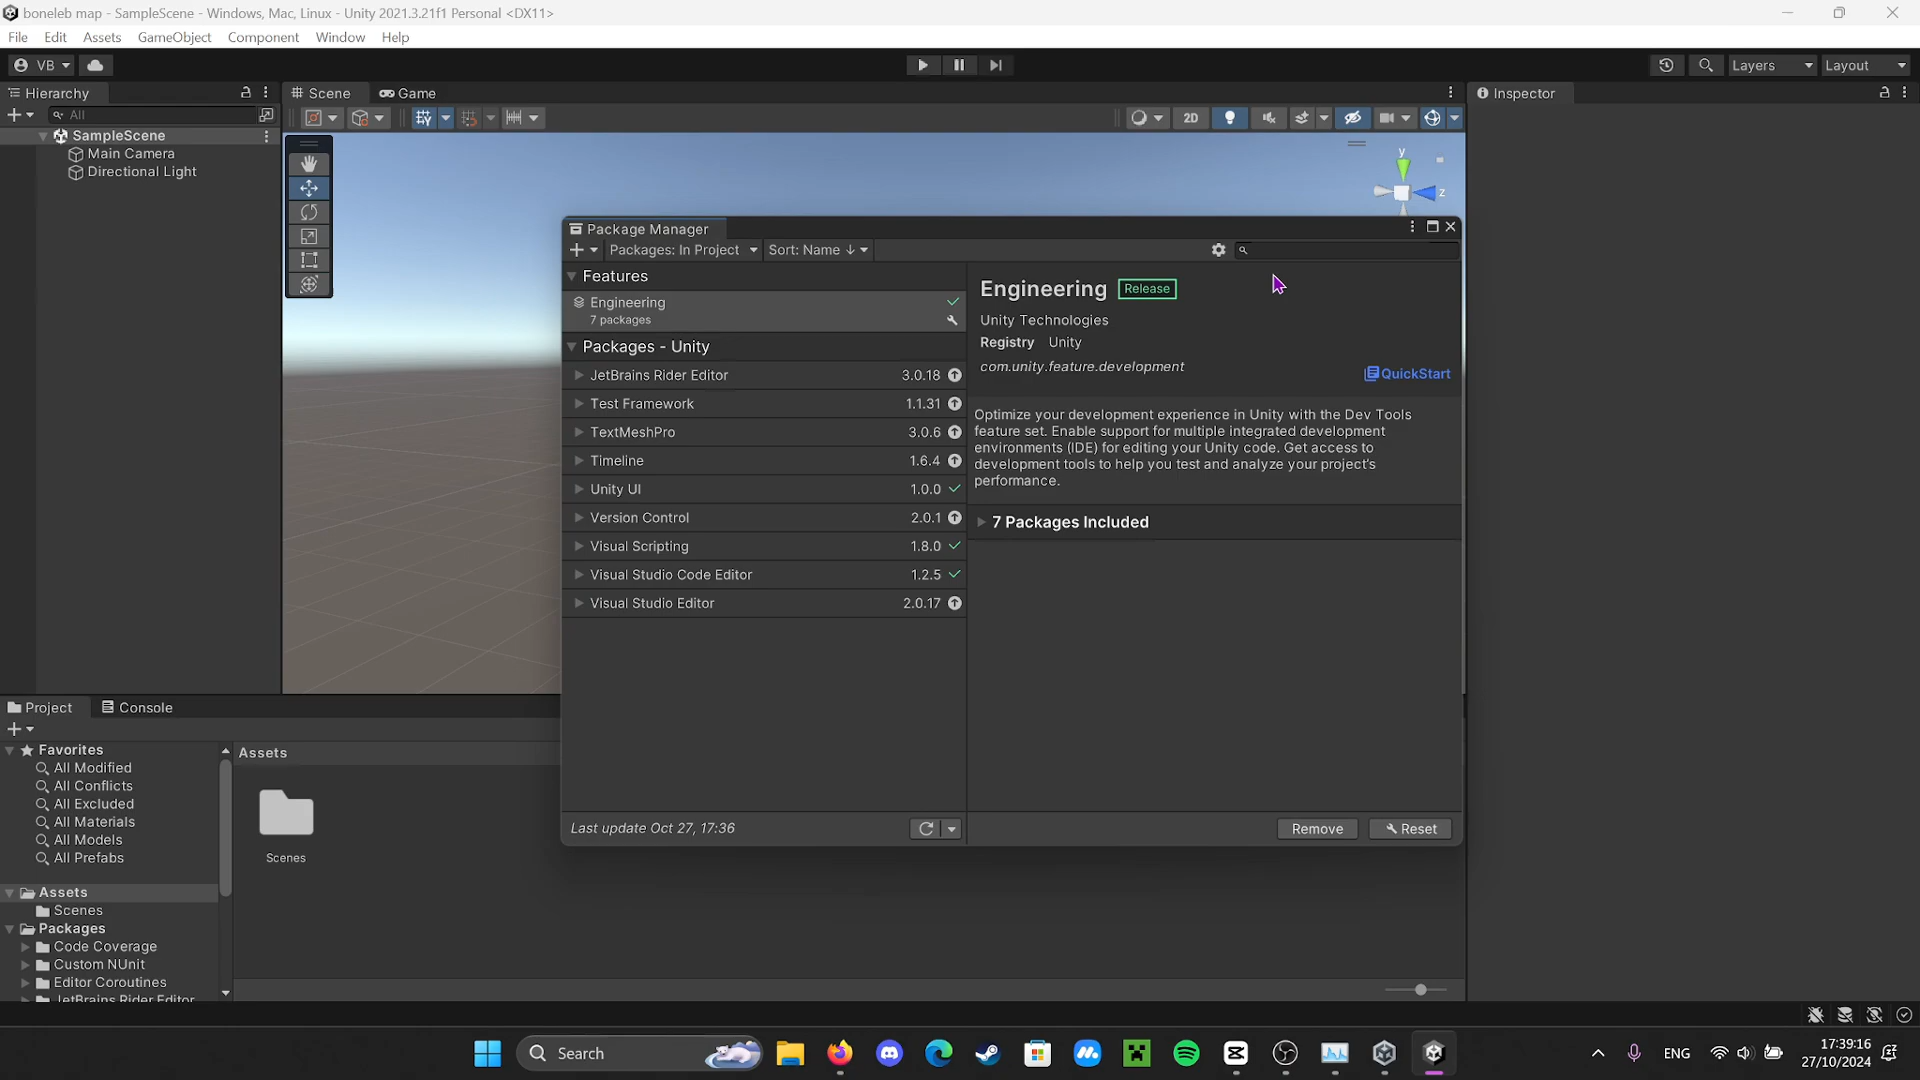 boneleb map - SampleScene - Windows, Mac, Linux - Unity 2021.3.21f1 Personal <DX11>
File Edit Assets GameObject Component Window Help
VB
Layers
Layout
Hierarchy
Scene
Game
Inspector
All
2D
SampleScene
Main Camera
Directional Light
y
z
Package Manager
Packages: In Project
Sort: Name ↓
Features
Engineering
7 packages
Packages - Unity
JetBrains Rider Editor 3.0.18
Test Framework 1.1.31
TextMeshPro 3.0.6
Timeline 1.6.4
Unity UI 1.0.0
Version Control 2.0.1
Visual Scripting 1.8.0
Visual Studio Code Editor 1.2.5
Visual Studio Editor 2.0.17
Last update Oct 27, 17:36
Engineering Release
Unity Technologies
Registry Unity
com.unity.feature.development
QuickStart
Optimize your development experience in Unity with the Dev Tools
feature set. Enable support for multiple integrated development
environments (IDE) for editing your Unity code. Get access to
development tools to help you test and analyze your project's
performance.
7 Packages Included
Remove
Reset
Project
Console
Favorites
All Modified
All Conflicts
All Excluded
All Materials
All Models
All Prefabs
Assets
Scenes
Packages
Code Coverage
Custom NUnit
Editor Coroutines
JetBrains Rider Editor
Assets
Scenes
Search
ENG
17:39:16
27/10/2024